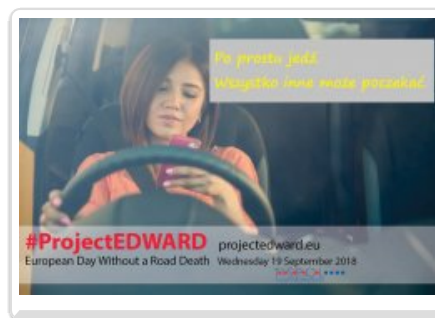 Po prostu jedź
Wszystko inne może poczekać
#ProjectEDWARD projectedward.eu
European Day Without a Road Death Wednesday 19 September 2018